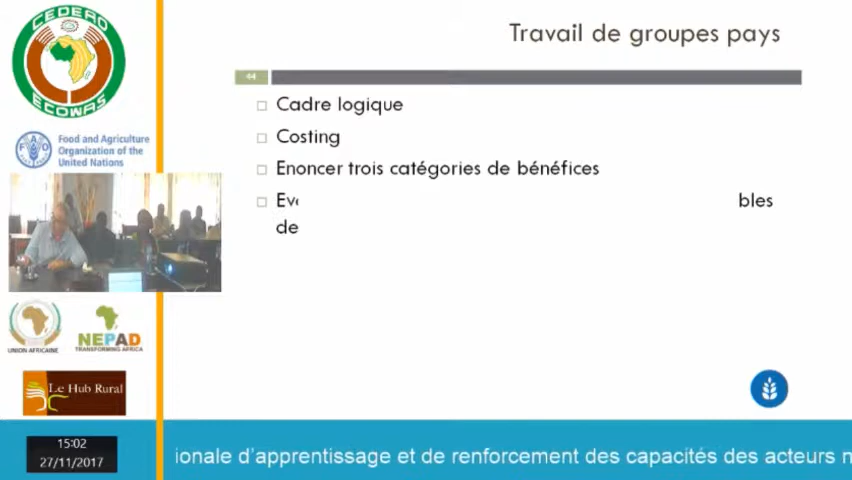 CEDEAO
ECOWAS
Food and Agriculture
Organization of the
United Nations
UNION AFRICAINE
NEPAD
TRANSFORMING AFRICA
Le Hub Rural
15:02
27/11/2017
Travail de groupes pays
44
Cadre logique
Costing
Enoncer trois catégories de bénéfices
bles
de
ionale d'apprentissage et de renforcement des capacités des acteurs n